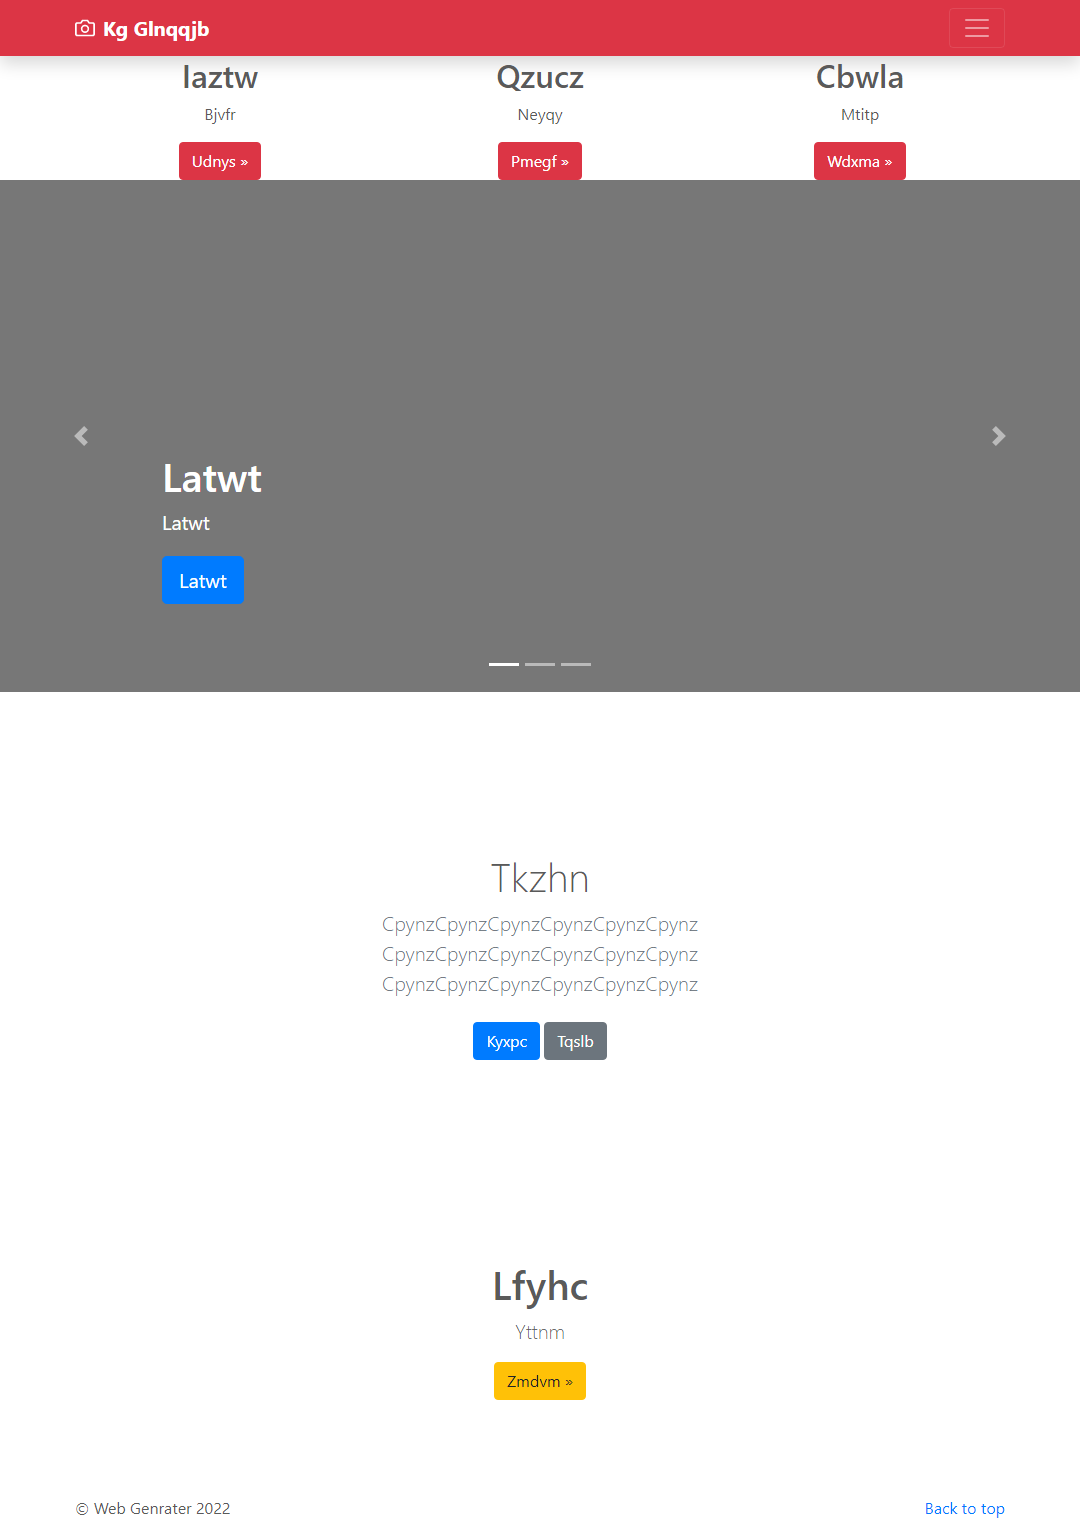 Kg Glnqqjb
Iaztw
Bjvfr
Udnys »
Qzucz
Neyqy
Pmegf »
Cbwla
Mtitp
Wdxma »
Latwt
Latwt
Latwt
Tkzhn
CpynzCpynzCpynzCpynzCpynzCpynz
CpynzCpynzCpynzCpynzCpynzCpynz
CpynzCpynzCpynzCpynzCpynzCpynz
Kyxpc Tqslb
Lfyhc
Yttnm
Zmdvm »
© Web Genrater 2022
Back to top